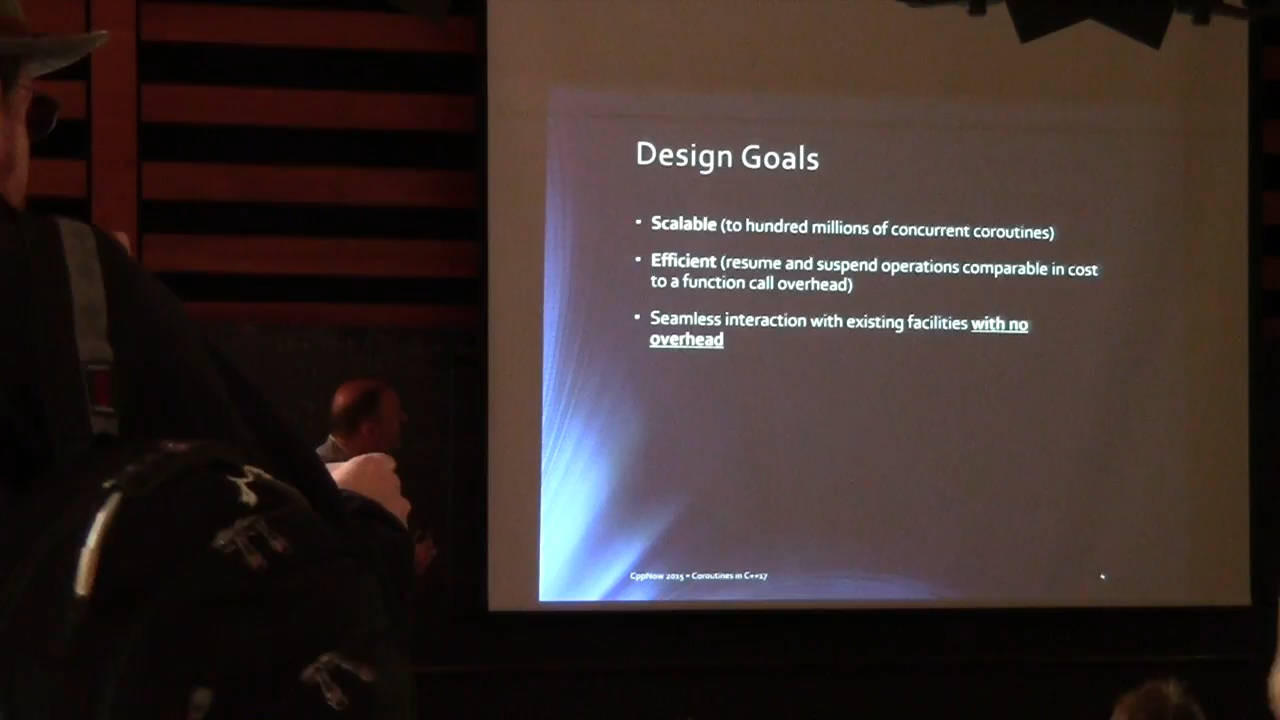 Design Goals
• Scalable (to hundred millions of concurrent coroutines)
• Efficient (resume and suspend operations comparable in cost
to a function call overhead)
• Seamless interaction with existing facilities with no
overhead
CppNow 2015 • Coroutines in C++17